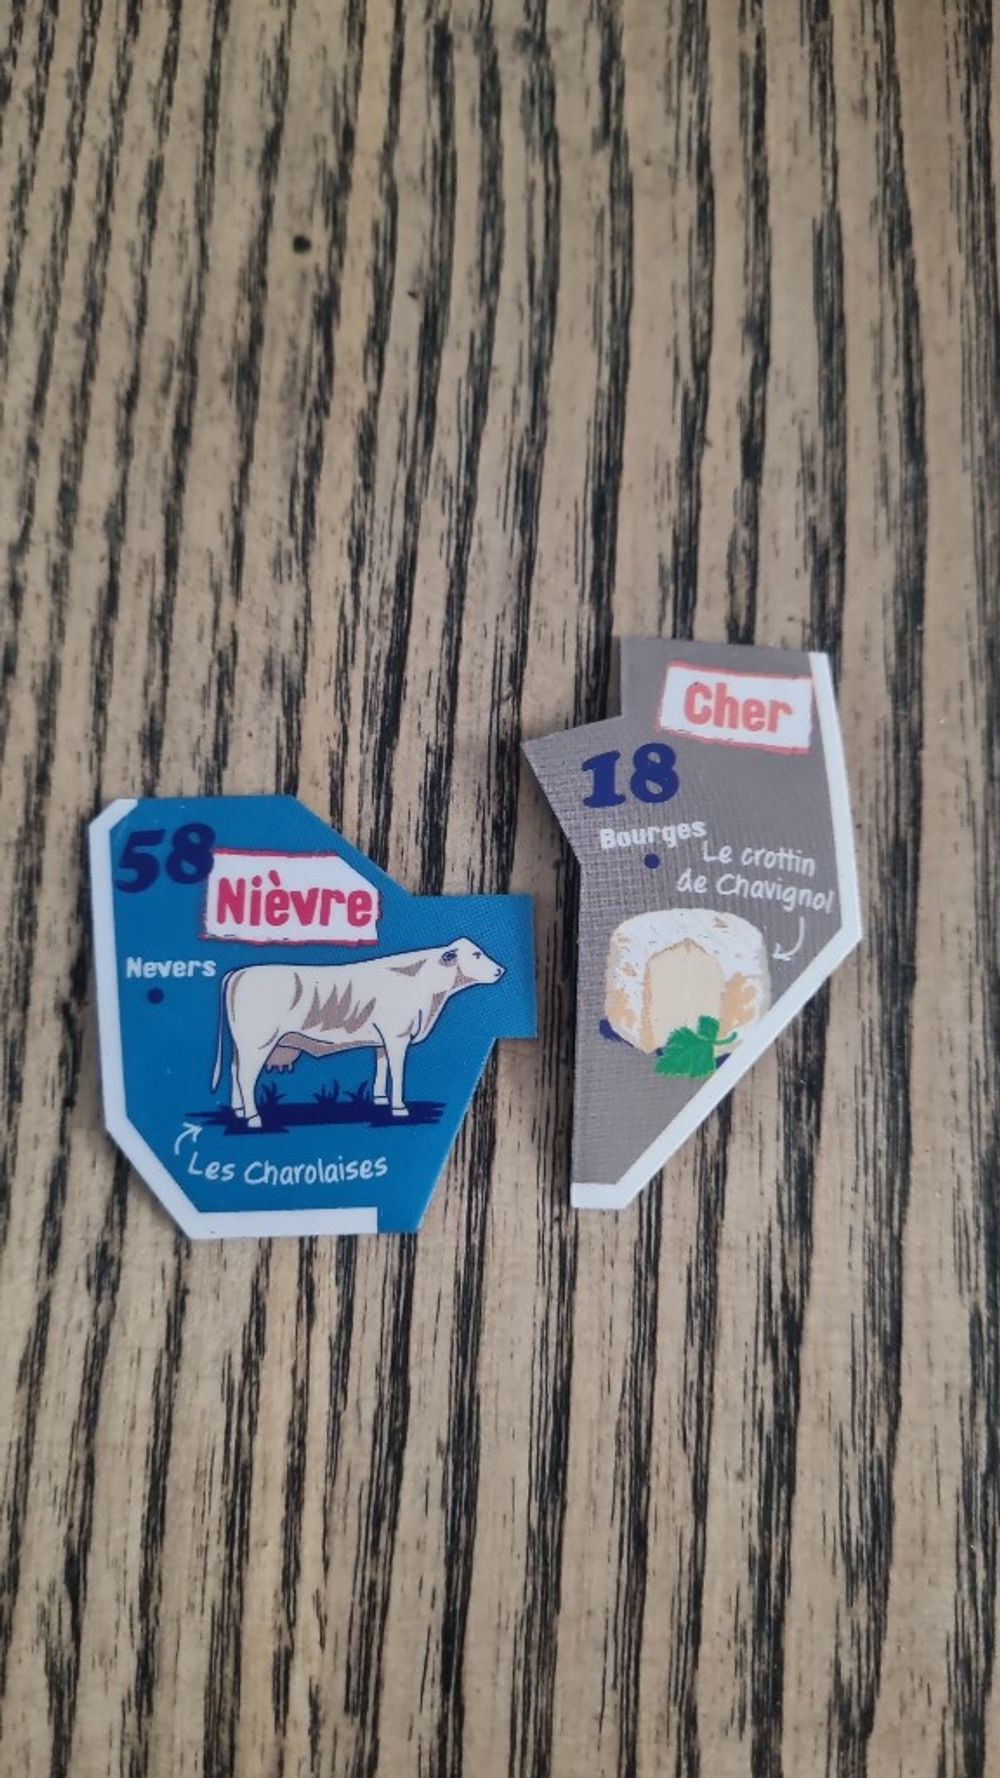 58
Nièvre
Nevers
Les Charolaises
Cher
18
Bourges
Le crottin
de Chavignol